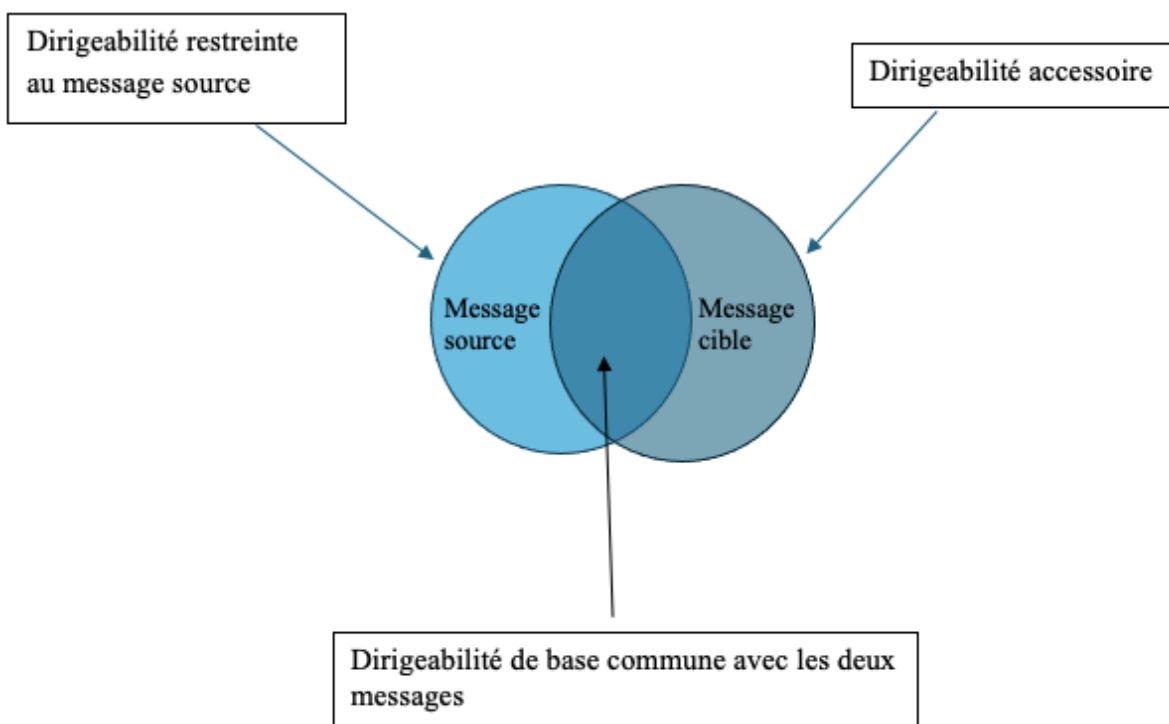 Dirigeabilité restreinte
au message source
Dirigeabilité accessoire
Message
source
Message
cible
Dirigeabilité de base commune avec les deux
messages